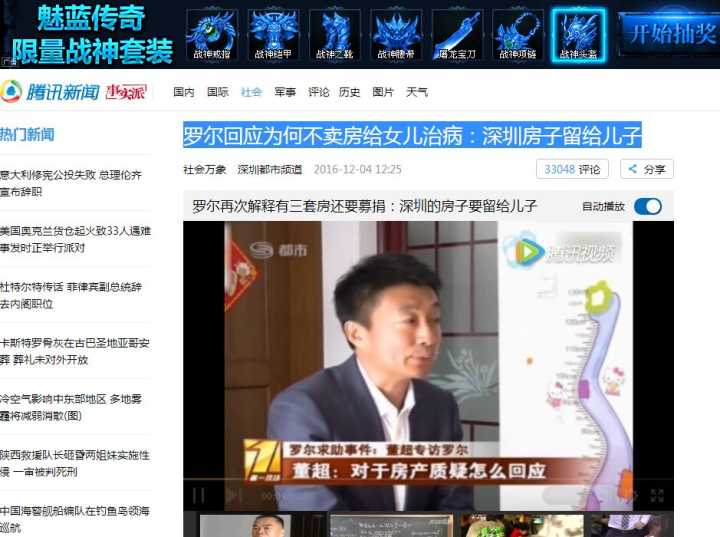 魅蓝传奇
限量战神套装
战神戒指
战神铠甲
战神之靴
战神腰带
屠龙宝刀
战神项链
战神头盔
开始抽奖
腾讯新闻 事实派
国内 国际 社会 军事 评论 历史 图片 天气
热门新闻
意大利修宪公投失败 总理伦齐
宣布辞职
美国奥克兰货仓起火致33人遇难
事发时正举行派对
杜特尔特传话 菲律宾副总统辞
去内阁职位
卡斯特罗骨灰在古巴圣地亚哥安
葬 葬礼未对外开放
冷空气影响中东部地区 多地雾
霾将减弱消散(图)
陕西救援队长砸昏两姐妹实施性
侵 一审被判死刑
中国海警舰船编队在钓鱼岛领海
巡航
罗尔回应为何不卖房给女儿治病：深圳房子留给儿子
社会万象 深圳都市频道 2016-12-04 12:25
33048 评论
分享
罗尔再次解释有三套房还要募捐：深圳的房子要留给儿子
自动播放
都市
腾讯视频
罗尔求助事件：董超专访罗尔
董超：对于房产质疑怎么回应